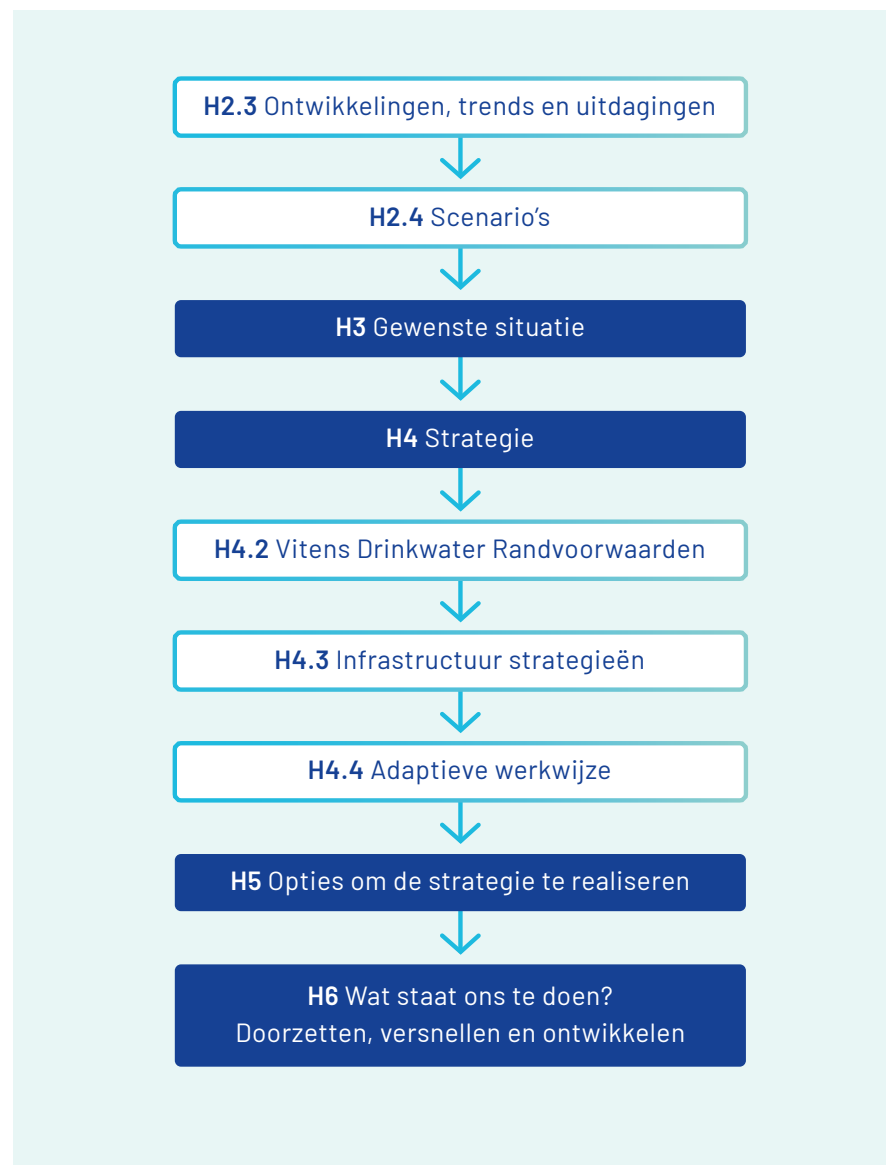 H2.3 Ontwikkelingen, trends en uitdagingen
H2.4 Scenario's
H3 Gewenste situatie
H4 Strategie
H4.2 Vitens Drinkwater Randvoorwaarden
H4.3 Infrastructuur strategieën
H4.4 Adaptieve werkwijze
H5 Opties om de strategie te realiseren
H6 Wat staat ons te doen?
Doorzetten, versnellen en ontwikkelen